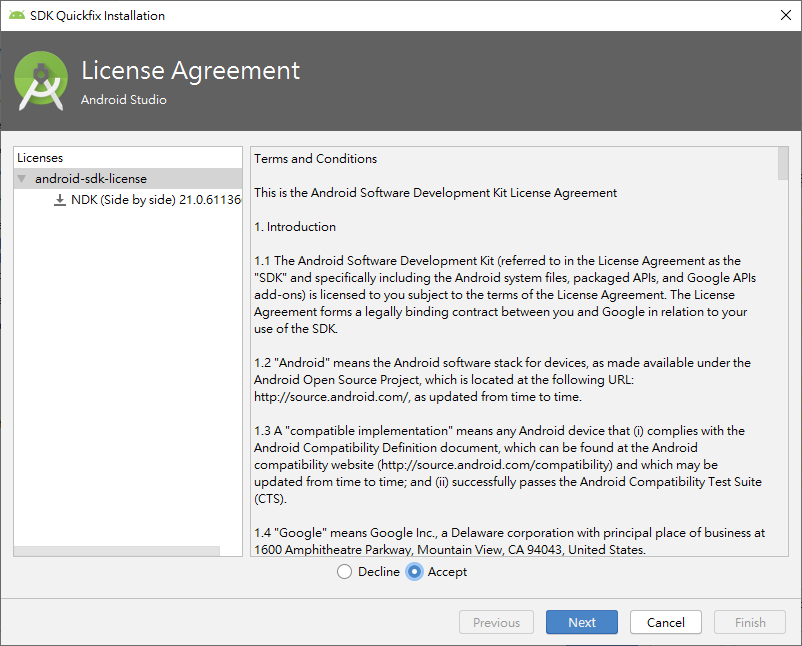 SDK Quickfix Installation
License Agreement
Android Studio
Licenses
android-sdk-license
NDK (Side by side) 21.0.61136
Terms and Conditions
This is the Android Software Development Kit License Agreement
1. Introduction
1.1 The Android Software Development Kit (referred to in the License Agreement as the
"SDK" and specifically including the Android system files, packaged APIs, and Google APIs
add-ons) is licensed to you subject to the terms of the License Agreement. The License
Agreement forms a legally binding contract between you and Google in relation to your
use of the SDK.
1.2 "Android" means the Android software stack for devices, as made available under the
Android Open Source Project, which is located at the following URL:
http://source.android.com/, as updated from time to time.
1.3 A "compatible implementation" means any Android device that (i) complies with the
Android Compatibility Definition document, which can be found at the Android
compatibility website (http://source.android.com/compatibility) and which may be
updated from time to time; and (ii) successfully passes the Android Compatibility Test Suite
(CTS).
1.4 "Google" means Google Inc., a Delaware corporation with principal place of business at
1600 Amphitheatre Parkway, Mountain View, CA 94043, United States.
Decline Accept
Previous Next Cancel Finish